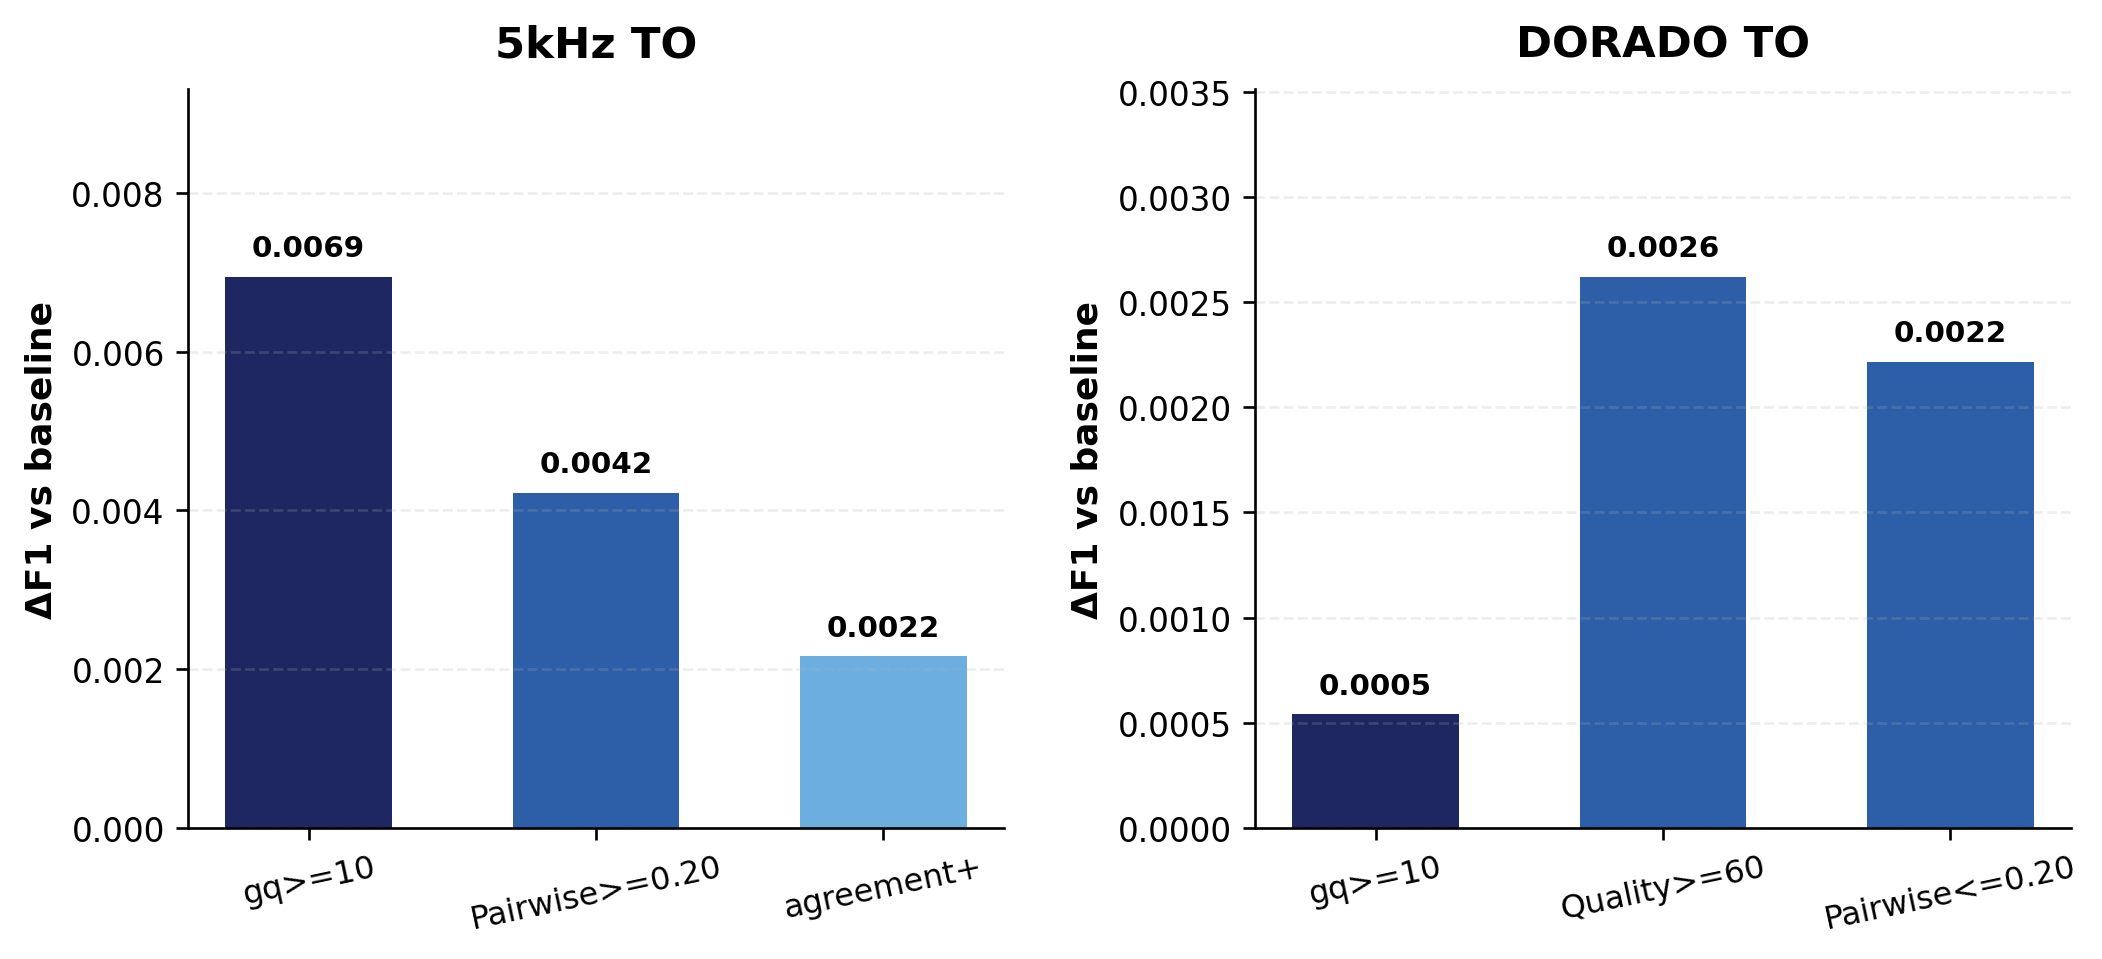 5kHz TO
ΔF1 vs baseline
0.008
0.006
0.004
0.002
0.000
0.0069
0.0042
0.0022
gq>=10
Pairwise>=0.20
agreement+
DORADO TO
ΔF1 vs baseline
0.0035
0.0030
0.0025
0.0020
0.0015
0.0010
0.0005
0.0000
0.0005
0.0026
0.0022
gq>=10
Quality>=60
Pairwise<=0.20